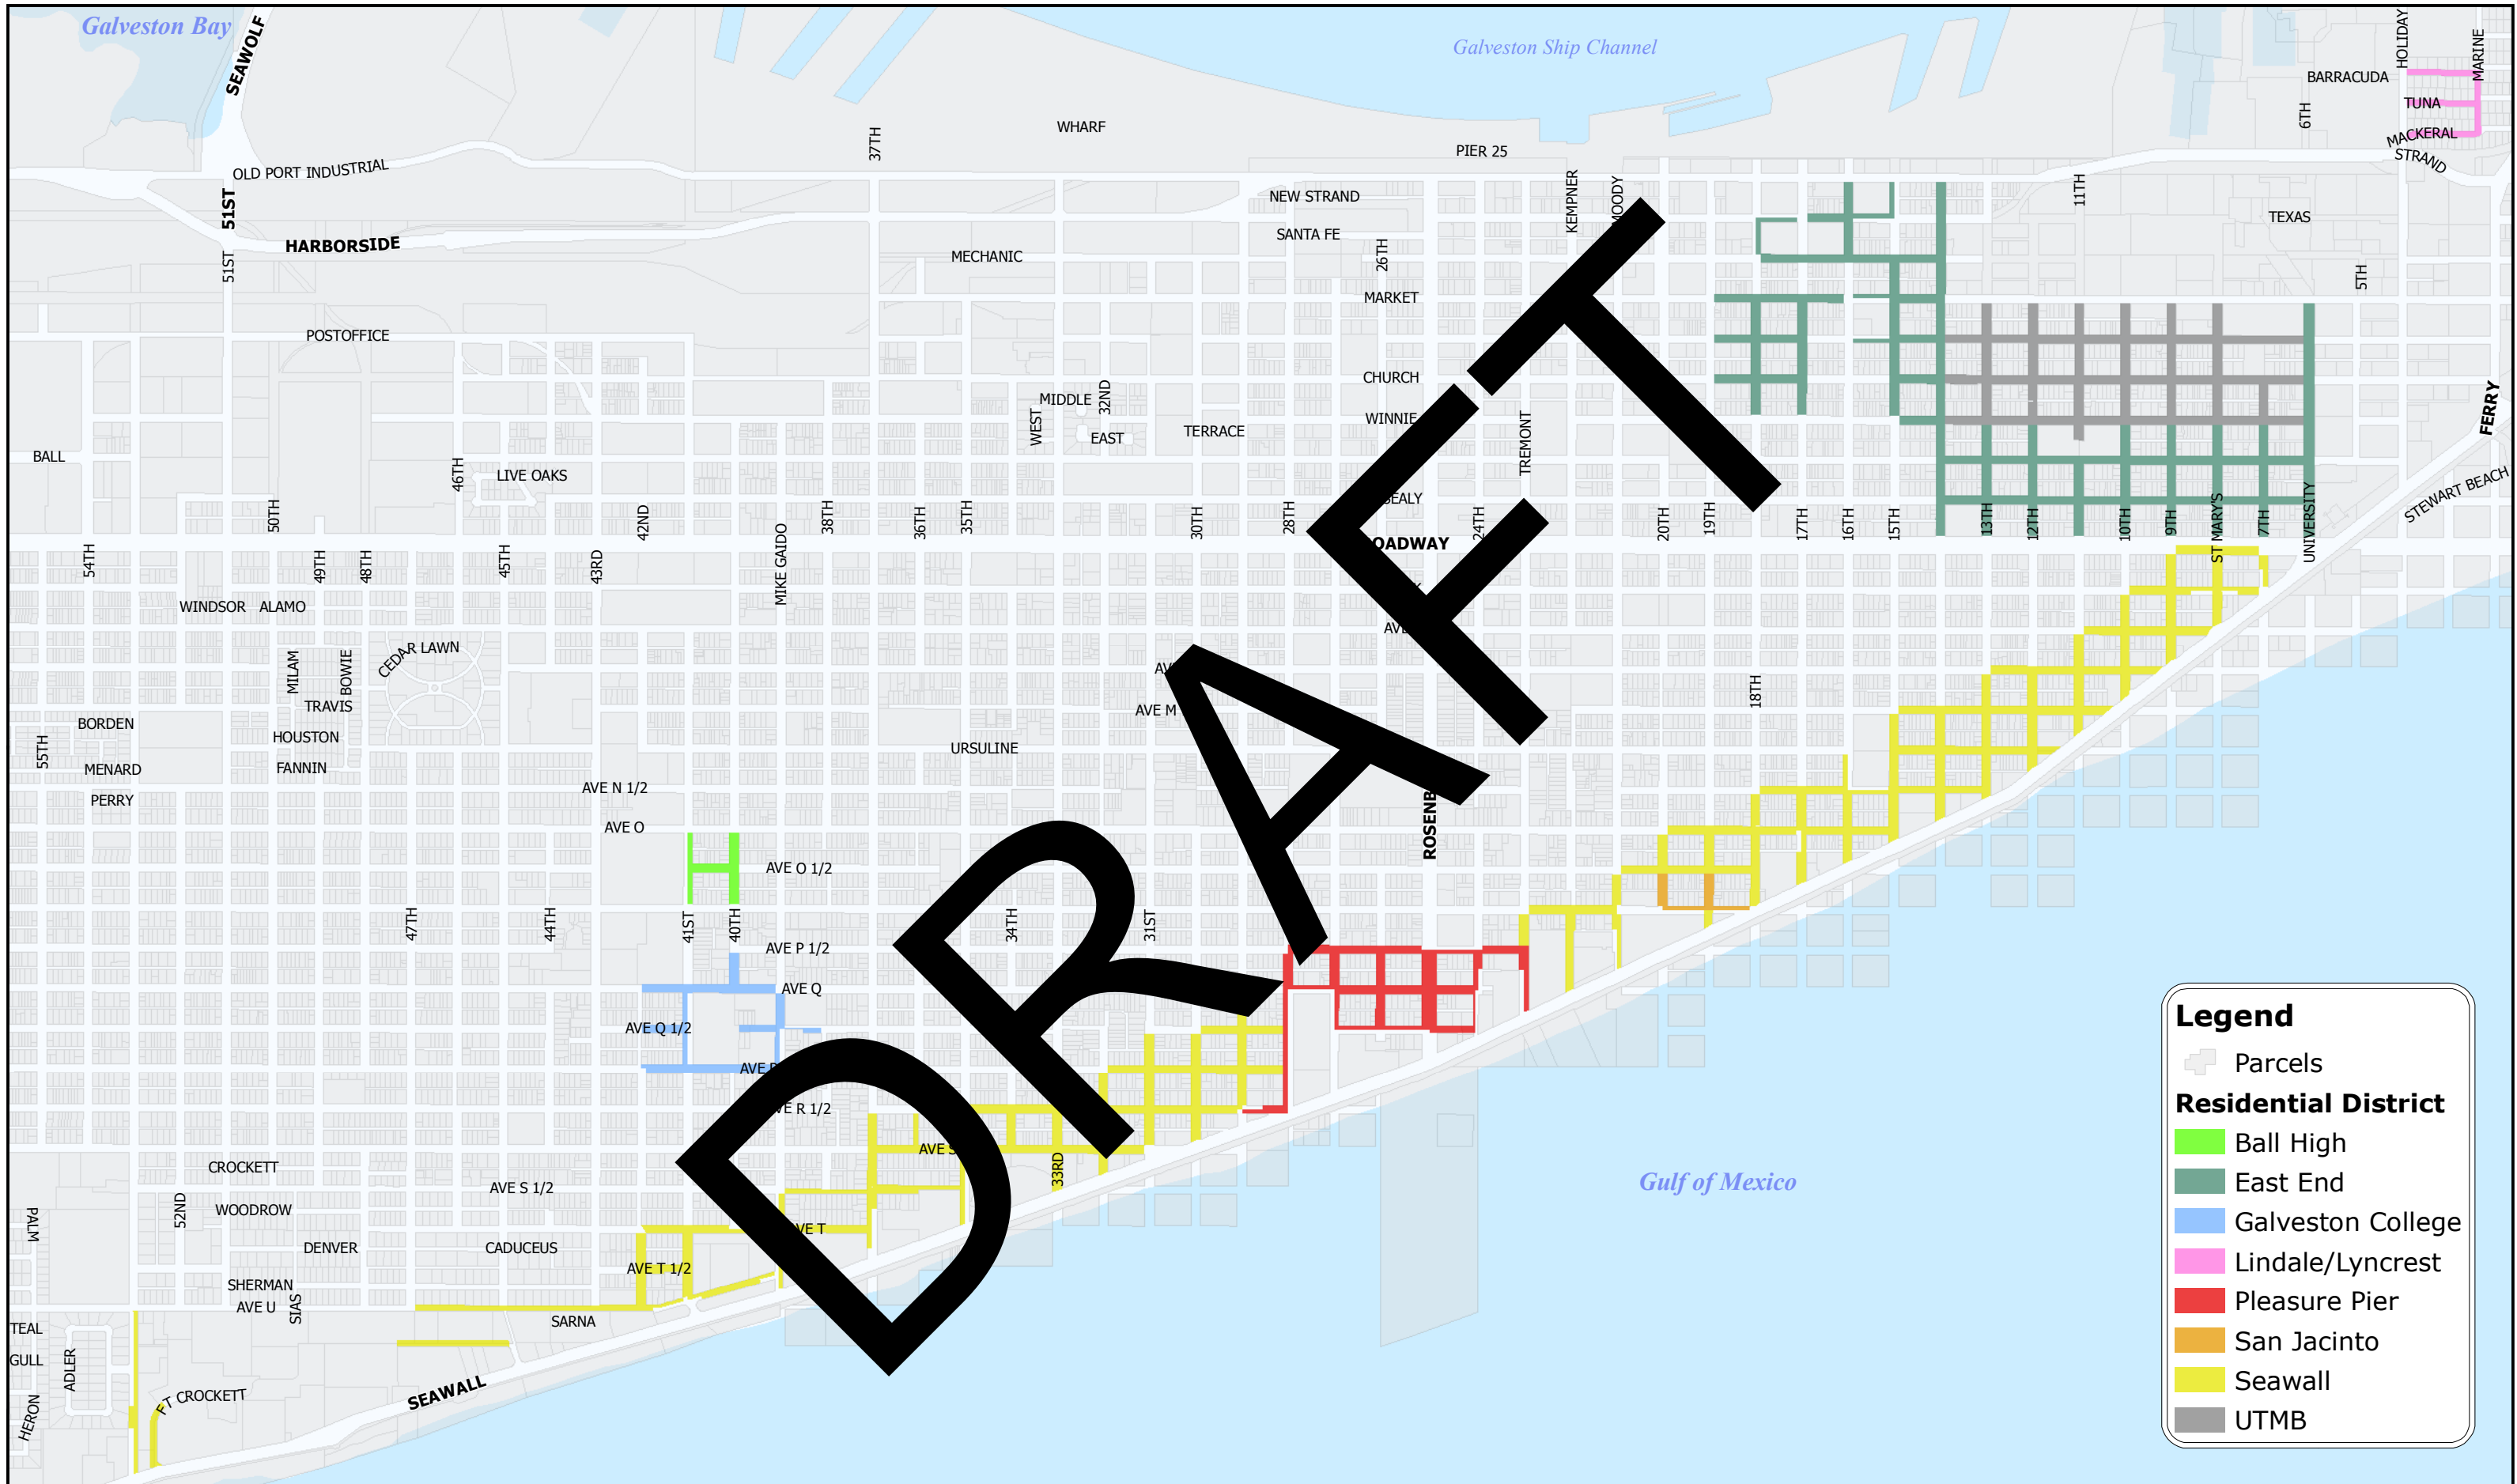 Galveston Bay
SEAWOLF
Galveston Ship Channel
HOLIDAY
MARINE
BARRACUDA
TUNA
6TH
MACKERAL
STRAND
WHARF
37TH
PIER 25
OLD PORT INDUSTRIAL
51ST
NEW STRAND
KEMPNER
MOODY
11TH
TEXAS
HARBORSIDE
SANTA FE
26TH
51ST
MECHANIC
5TH
MARKET
POSTOFFICE
CHURCH
MIDDLE
32ND
WEST
EAST
TERRACE
WINNIE
TREMONT
FERRY
BALL
46TH
LIVE OAKS
STEWART BEACH
50TH
42ND
38TH
36TH
35TH
30TH
28TH
24TH
20TH
19TH
17TH
16TH
15TH
13TH
12TH
10TH
9TH
ST MARY'S
7TH
UNIVERSITY
54TH
49TH
48TH
45TH
43RD
MIKE GAIDO
WINDSOR
ALAMO
CEDAR LAWN
MILAM
BOWIE
TRAVIS
AVE M
18TH
BORDEN
HOUSTON
URSULINE
55TH
MENARD
FANNIN
AVE N 1/2
PERRY
AVE O
AVE O 1/2
47TH
44TH
41ST
40TH
34TH
31ST
AVE P 1/2
AVE Q
AVE Q 1/2
AVE S
33RD
CROCKETT
AVE S 1/2
52ND
WOODROW
PALM
DENVER
CADUCEUS
AVE T 1/2
SHERMAN
AVE U
SIAS
SARNA
TEAL
GULL
ADLER
FT CROCKETT
HERON
SEAWALL
Gulf of Mexico
DRAFT
Legend
Parcels
Residential District
Ball High
East End
Galveston College
Lindale/Lyncrest
Pleasure Pier
San Jacinto
Seawall
UTMB